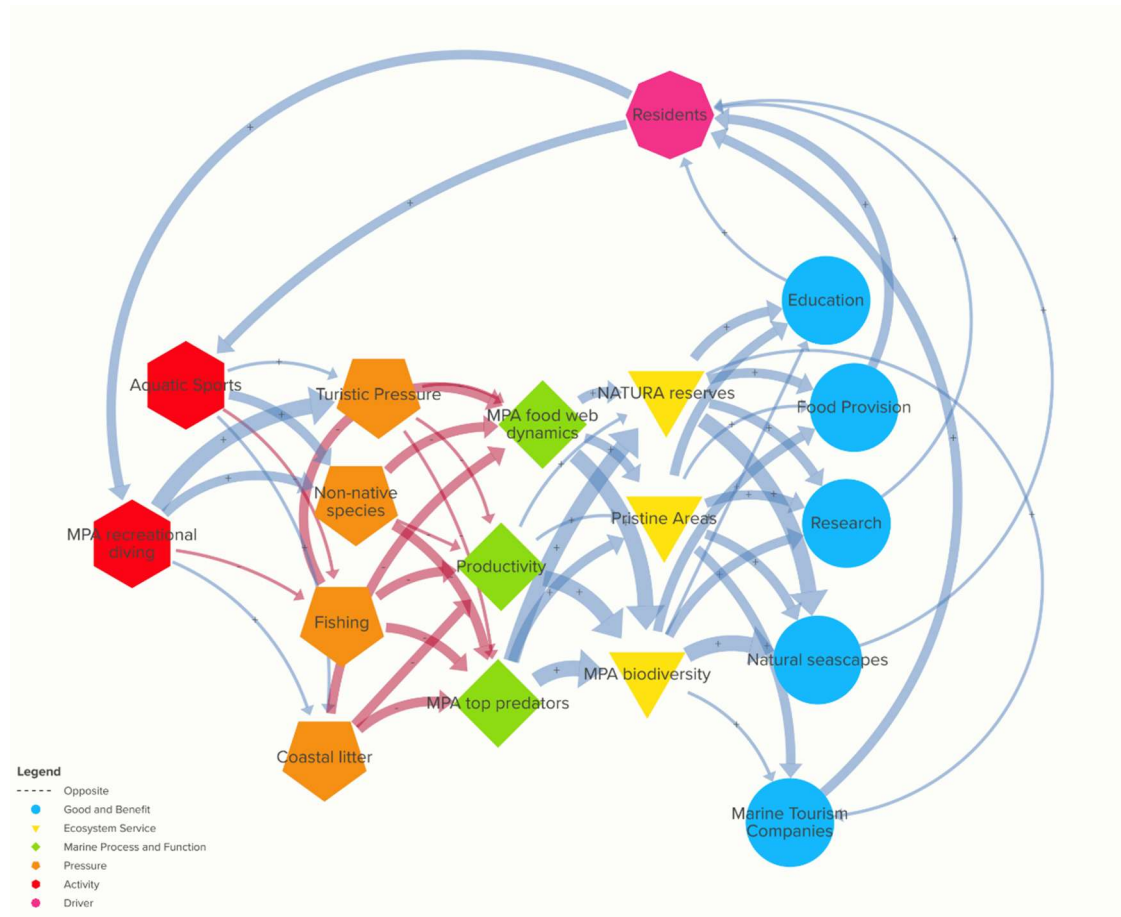 Residents
Education
Aquatic Sports
Turistic Pressure
NATURA reserves
MPA food web
dynamics
Food Provision
Non-native
species
Pristine Areas
Research
MPA recreational
diving
Productivity
Fishing
Natural seascapes
MPA biodiversity
MPA top predators
Coastal litter
Marine Tourism
Companies
Legend
Opposite
Good and Benefit
Ecosystem Service
Marine Process and Function
Pressure
Activity
Driver